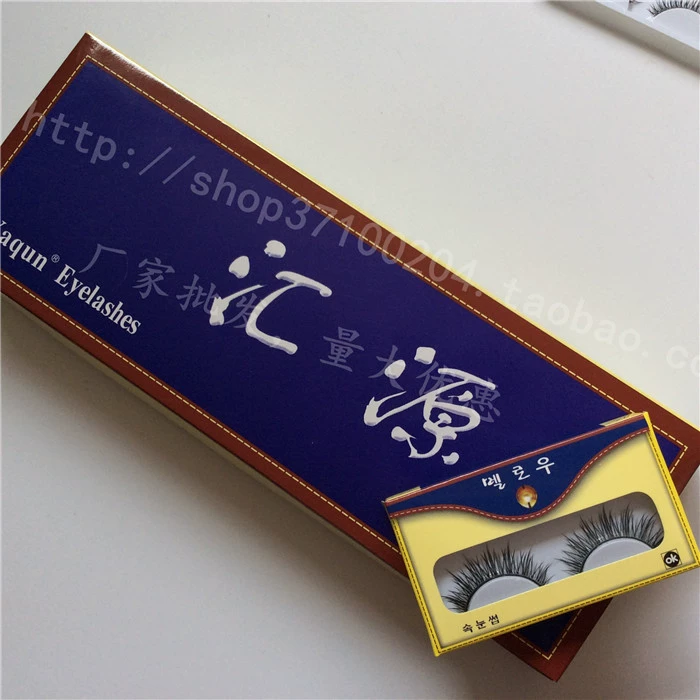 http://shop37100204.taobao.com
厂家批发 量大优惠
汇源
Yaqun® Eyelashes
멜로우
속눈썹
ok